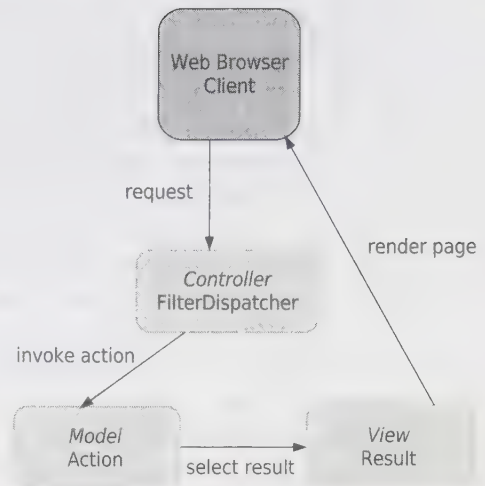 Web Browser
Client
request
render page
Controller
FilterDispatcher
invoke action
Model
Action
select result
View
Result